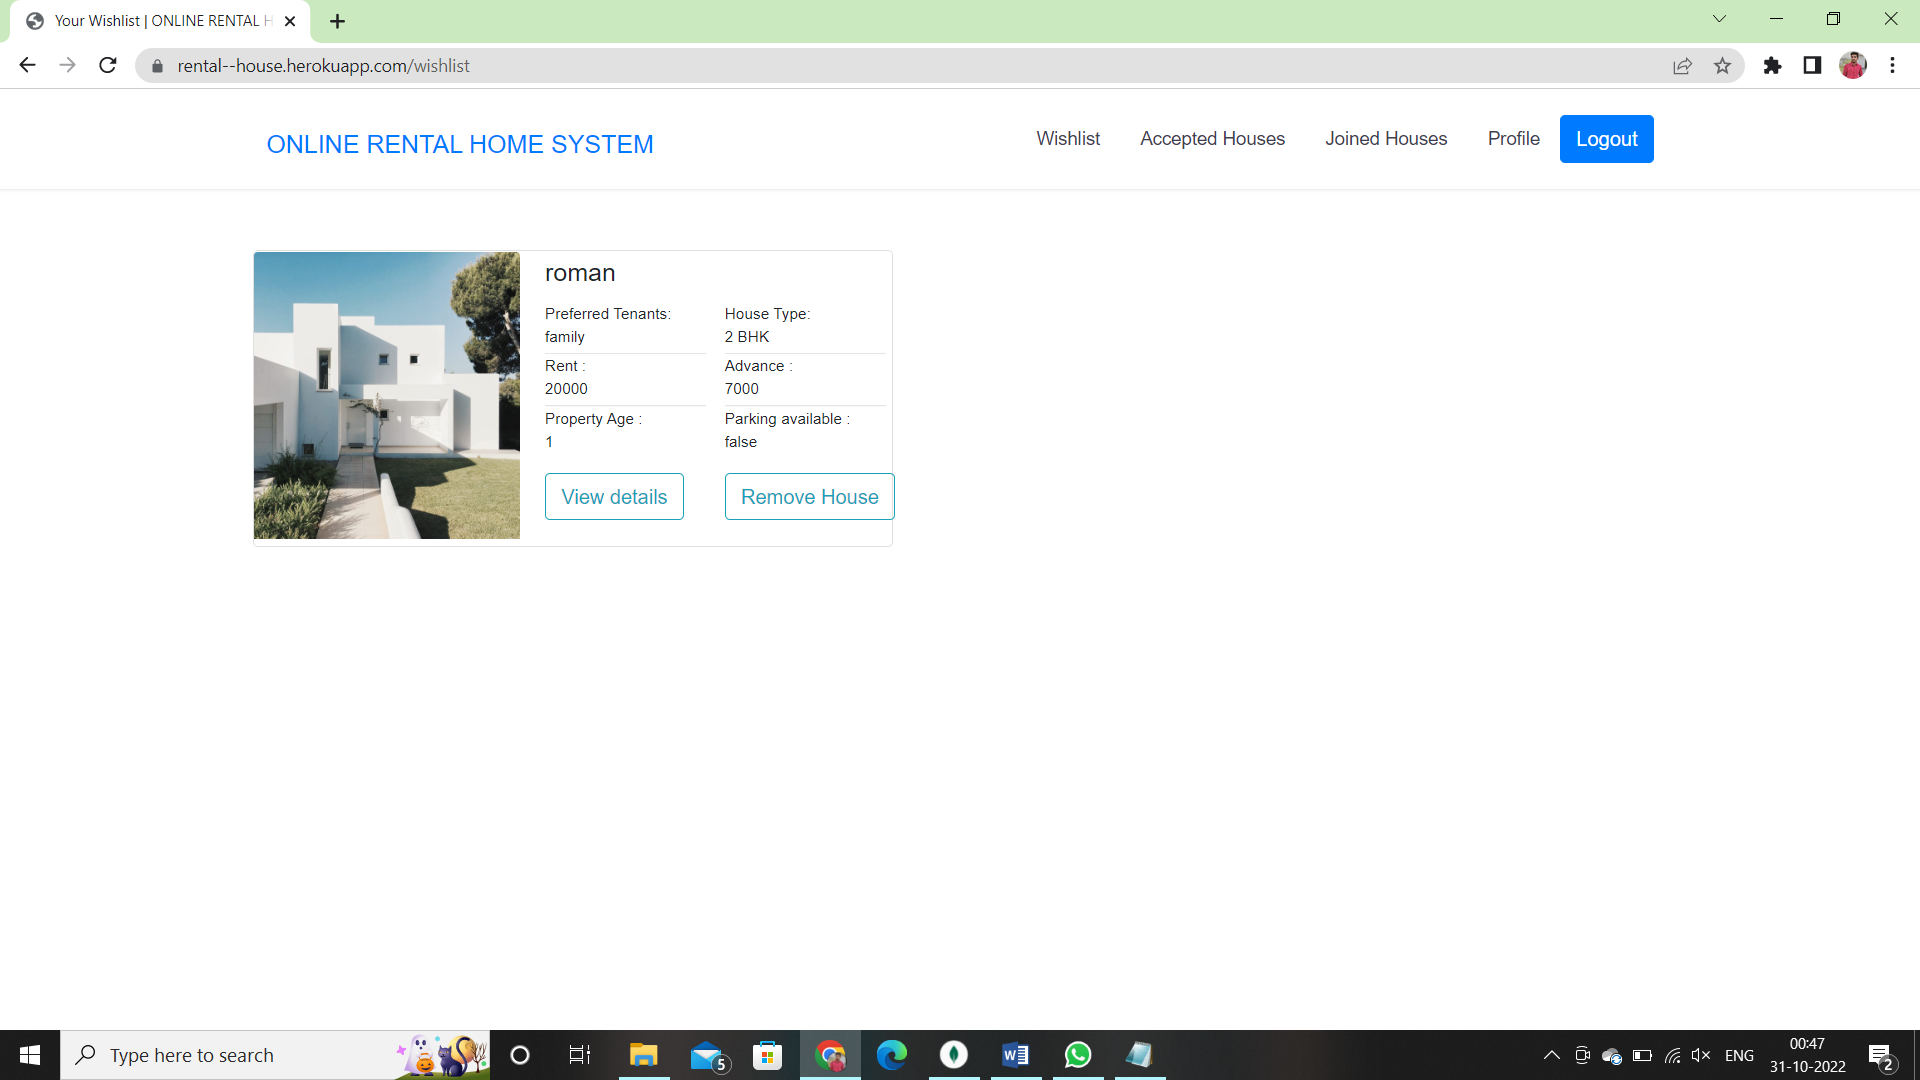 Your Wishlist | ONLINE RENTAL H
rental--house.herokuapp.com/wishlist
ONLINE RENTAL HOME SYSTEM
Wishlist
Accepted Houses
Joined Houses
Profile
Logout
roman
Preferred Tenants:
family
House Type:
2 BHK
Rent :
20000
Advance :
7000
Property Age :
1
Parking available :
false
View details
Remove House
Type here to search
5
W
ENG
00:47
31-10-2022
2